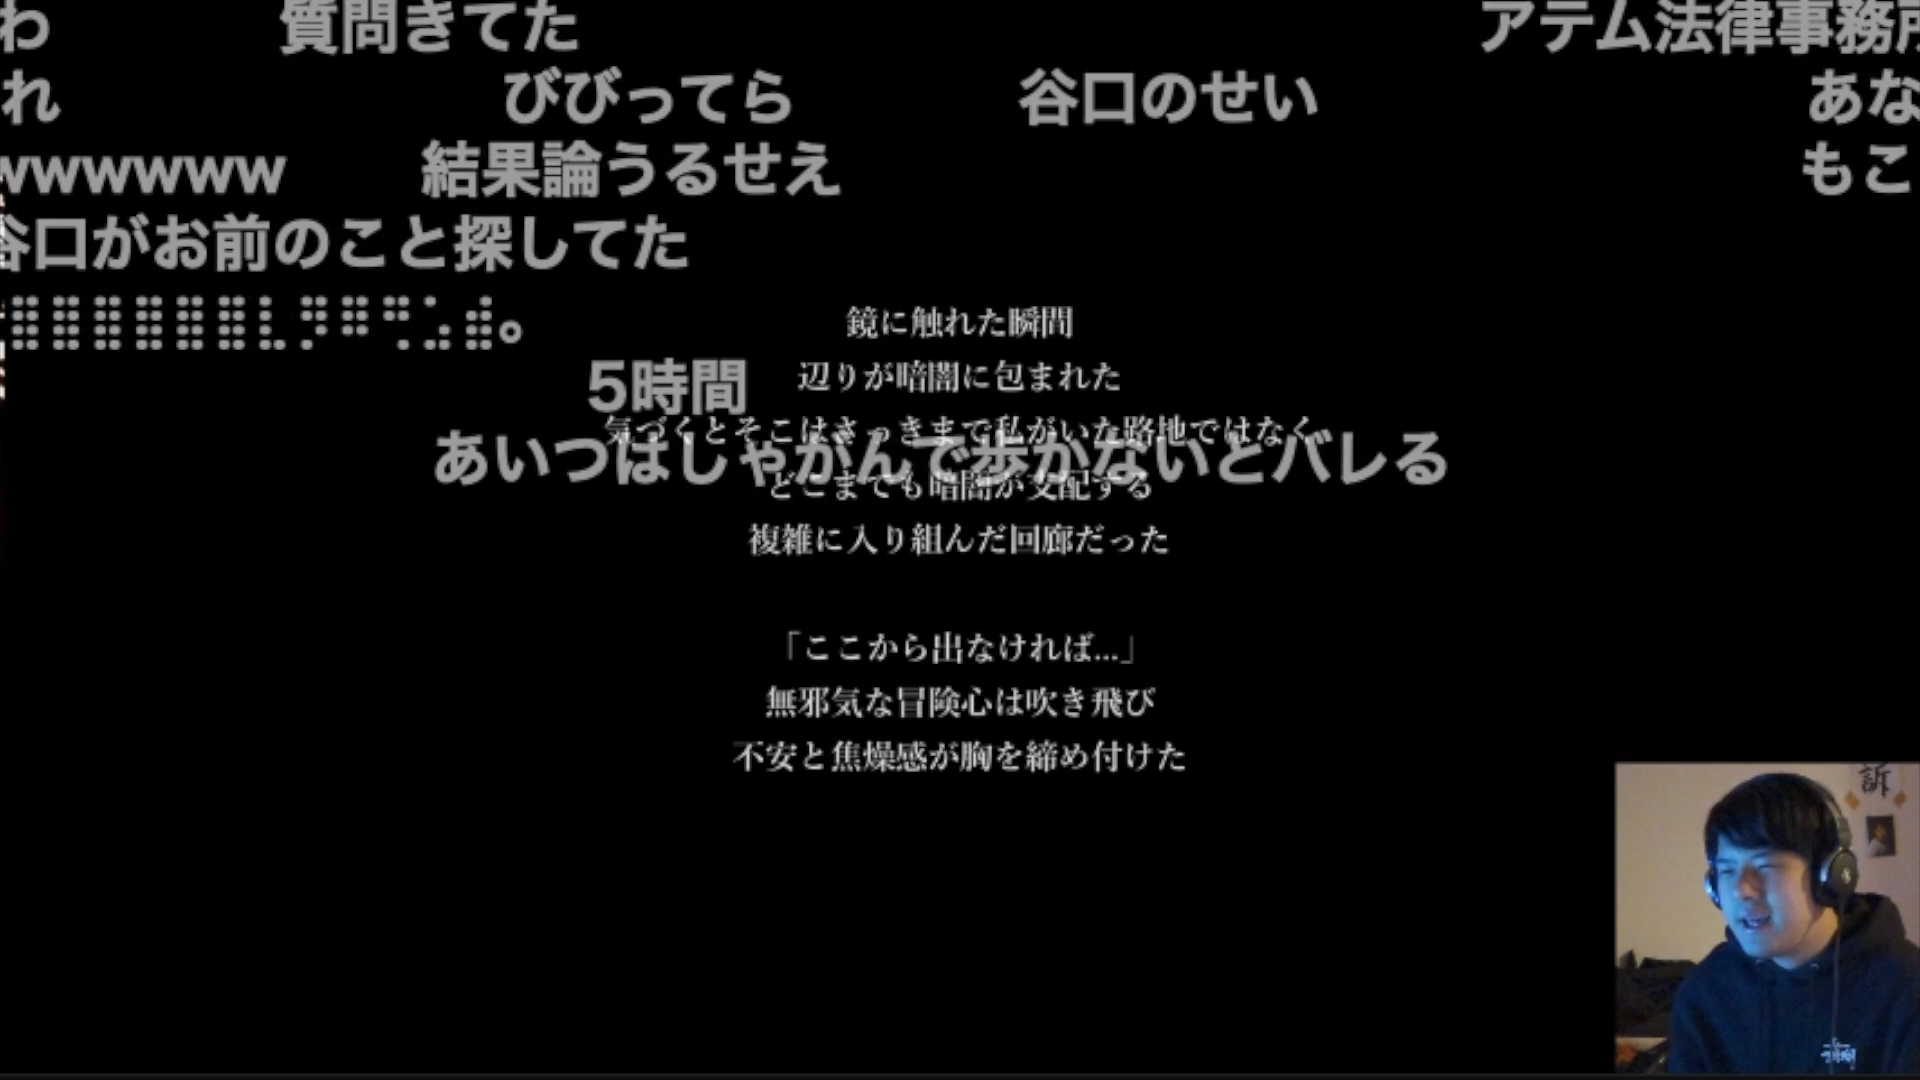 わ
質問きてた
アテム法律事務所
れ
びびってら
谷口のせい
あな
wwwwwww
結果論うるせえ
もこ
谷口がお前のこと探してた
鏡に触れた瞬間
辺りが暗闇に包まれた
5時間
気づくとそこはさっきまで私がいた路地ではなく
あいつはしゃがんで歩かないとバレる
どこまでも暗闇が支配する
複雑に入り組んだ回廊だった
「ここから出なければ...」
無邪気な冒険心は吹き飛び
不安と焦燥感が胸を締め付けた
訴